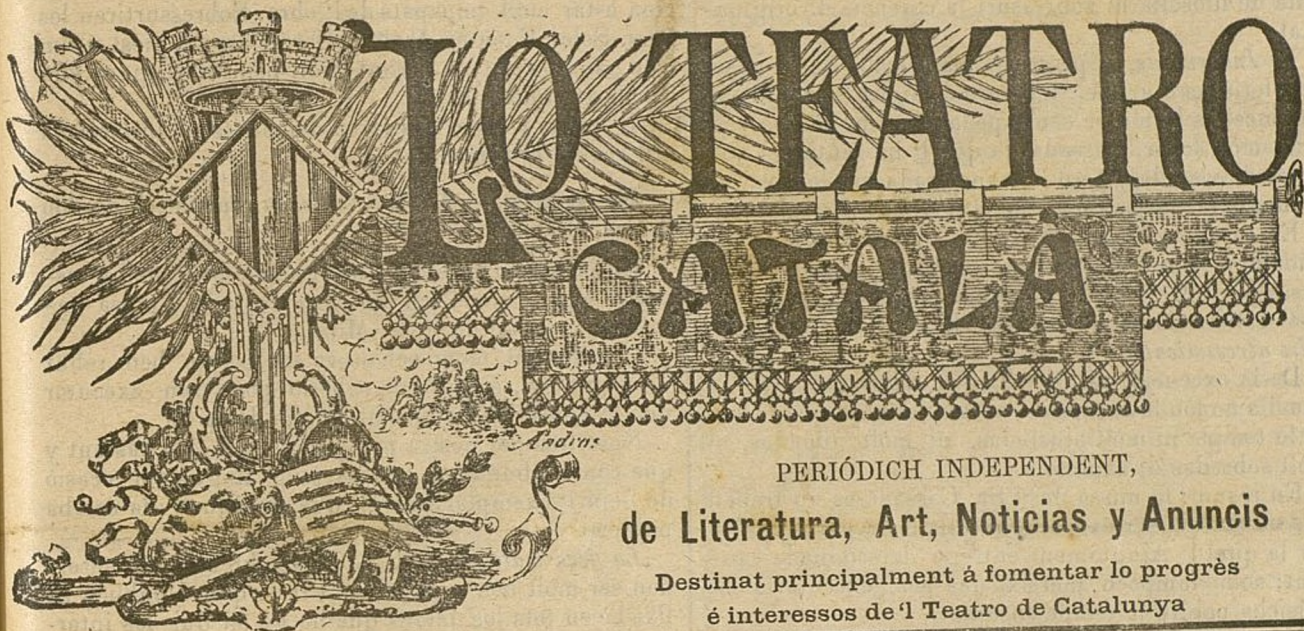 LO TEATRO
CATALÀ
PERIÓDICH INDEPENDENT,
de Literatura, Art, Noticias y Anuncis
Destinat principalment á fomentar lo progrès
é interessos de 'l Teatro de Catalunya